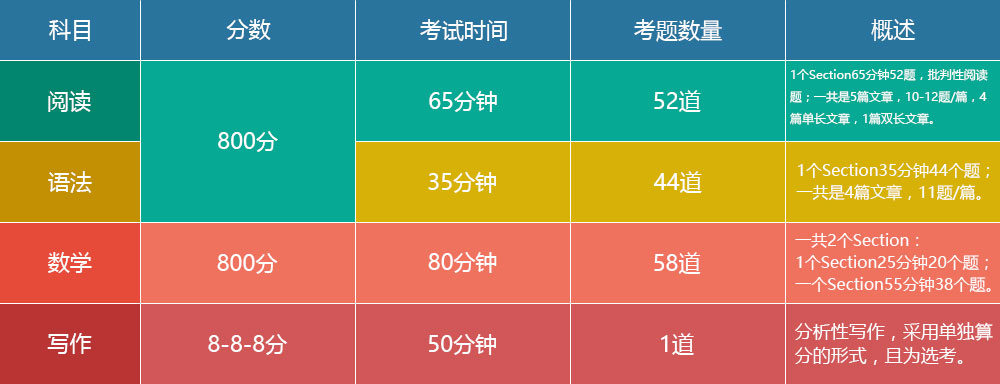 科目 分数 考试时间 考题数量 概述
阅读 800分 65分钟 52道
1个Section65分钟52题，批判性阅读
题；一共是5篇文章，10-12题/篇，4
篇单长文章，1篇双长文章。
语法 35分钟 44道
1个Section35分钟44个题；
一共是4篇文章，11题/篇。
数学 800分 80分钟 58道
一共2个Section：
1个Section25分钟20个题；
一个Section55分钟38个题。
写作 8-8-8分 50分钟 1道
分析性写作，采用单独算
分的形式，且为选考。